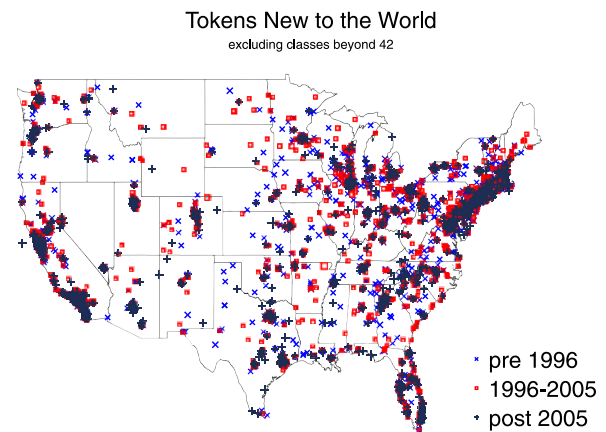 Tokens New to the World
excluding classes beyond 42
pre 1996
1996-2005
post 2005